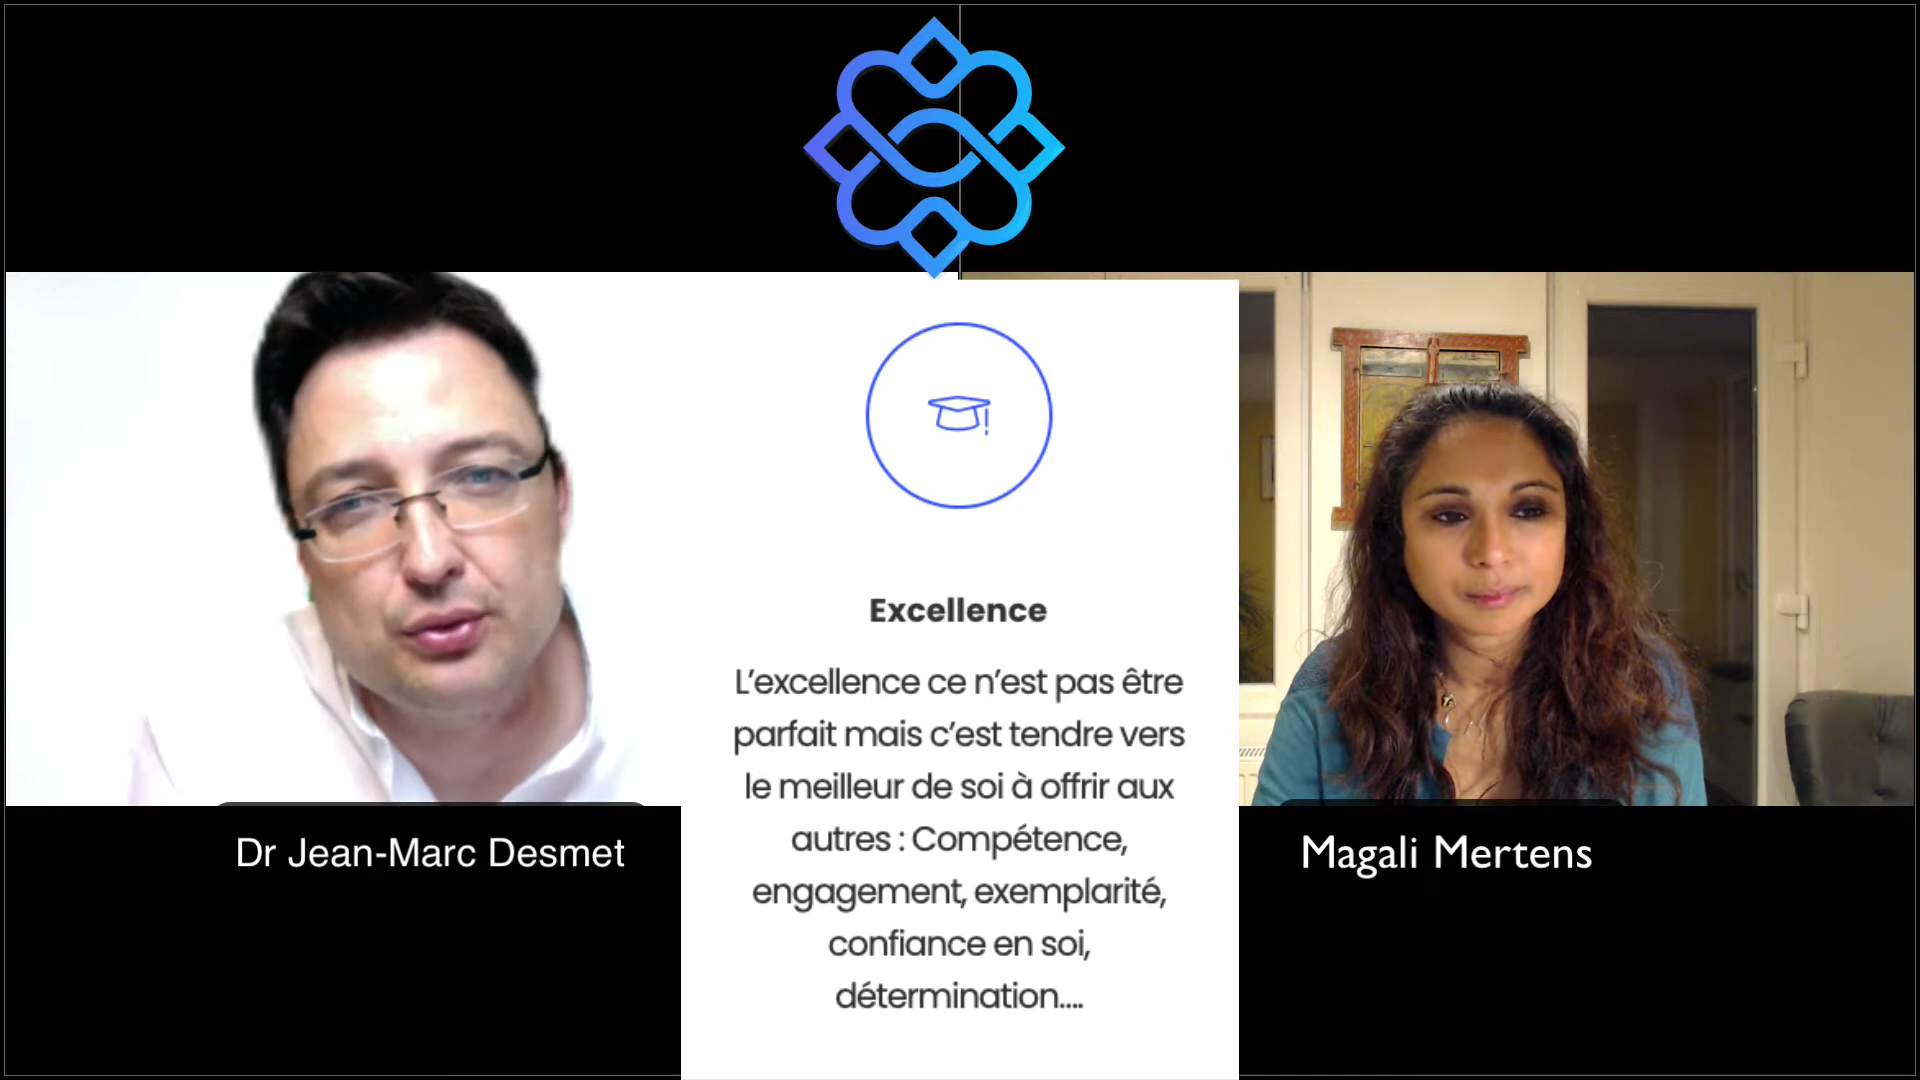 Excellence
L’excellence ce n’est pas être
parfait mais c’est tendre vers
le meilleur de soi à offrir aux
autres : Compétence,
engagement, exemplarité,
confiance en soi,
détermination....
Dr Jean-Marc Desmet
Magali Mertens